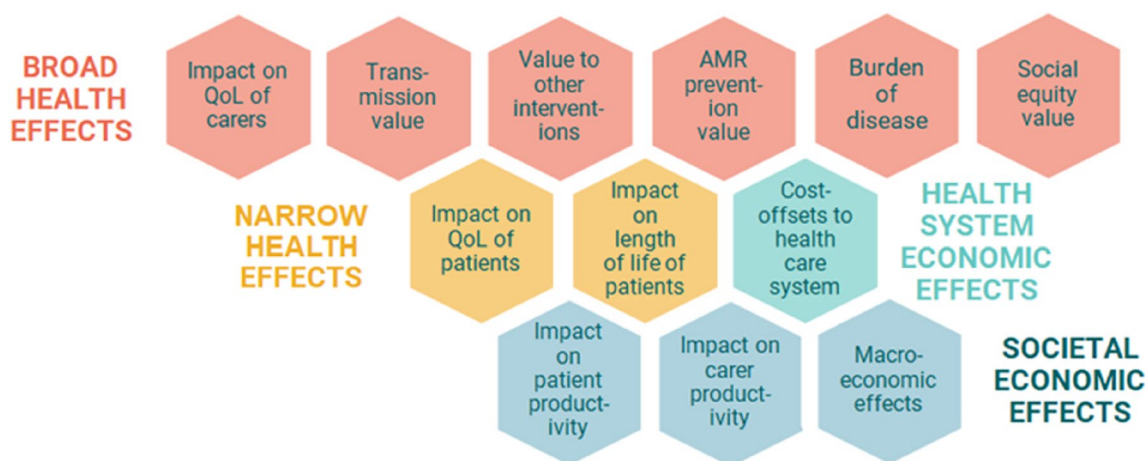 BROAD
HEALTH
EFFECTS
Impact on
QoL of
carers
Trans-
mission
value
Value to
other
intervent-
ions
AMR
prevent-
ion
value
Burden
of
disease
Social
equity
value
NARROW
HEALTH
EFFECTS
Impact on
QoL of
patients
Impact
on
length
of life of
patients
Cost-
offsets to
health
care
system
HEALTH
SYSTEM
ECONOMIC
EFFECTS
Impact
on
patient
product-
ivity
Impact on
carer
product-
ivity
Macro-
economic
effects
SOCIETAL
ECONOMIC
EFFECTS